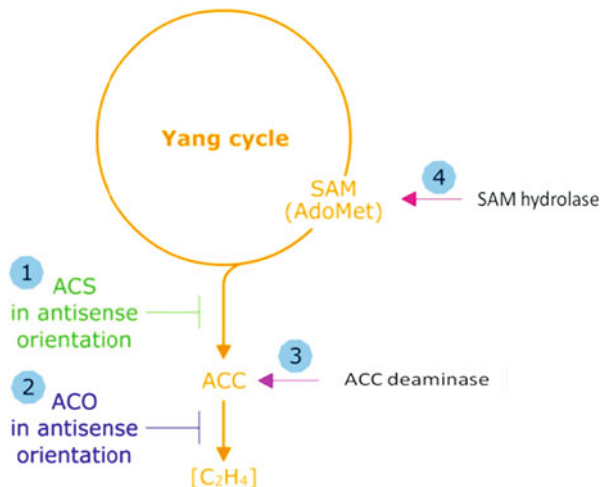 Yang cycle
SAM
(AdoMet)
4
SAM hydrolase
1
ACS
in antisense
orientation
3
ACC
ACC deaminase
2
ACO
in antisense
orientation
[C₂H₄]